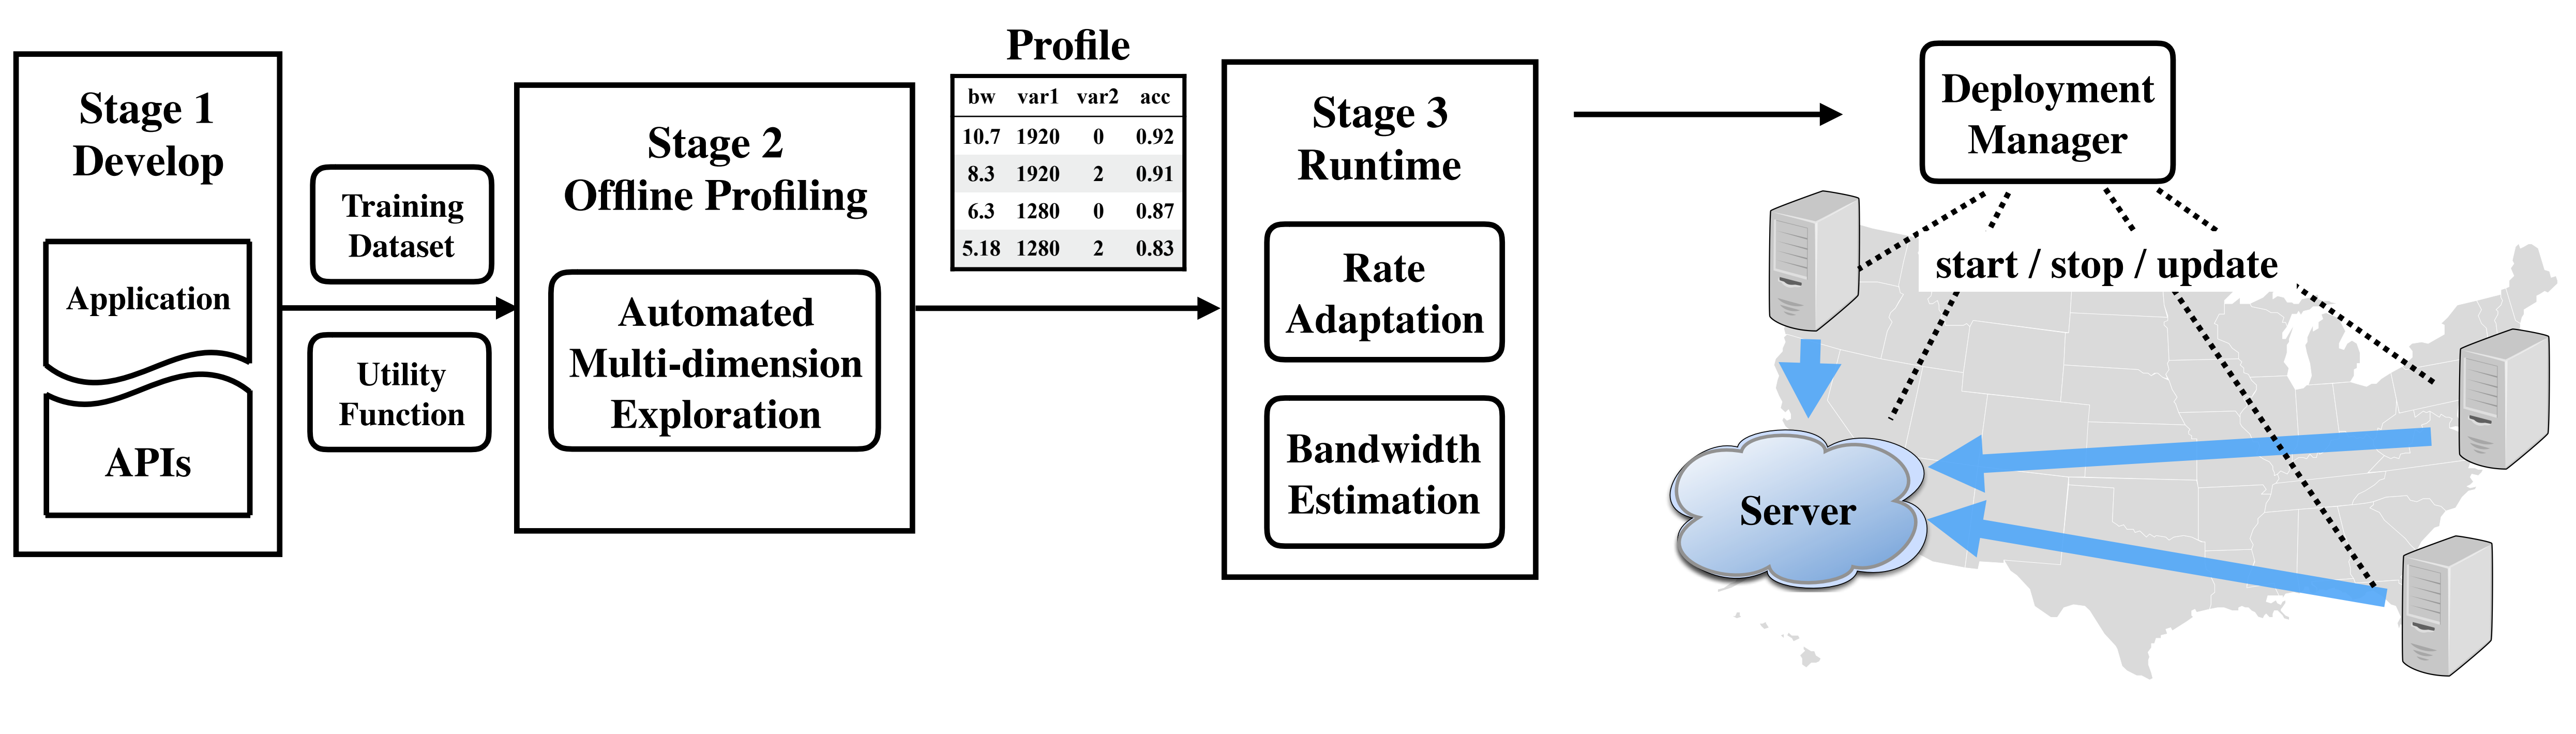 Stage 1
Develop
Application
APIs
Training
Dataset
Utility
Function
Stage 2
Offline Profiling
Automated
Multi-dimension
Exploration
Profile
bw var1 var2 acc
10.7 1920 0 0.92
8.3 1920 2 0.91
6.3 1280 0 0.87
5.18 1280 2 0.83
Stage 3
Runtime
Rate
Adaptation
Bandwidth
Estimation
Deployment
Manager
start / stop / update
Server